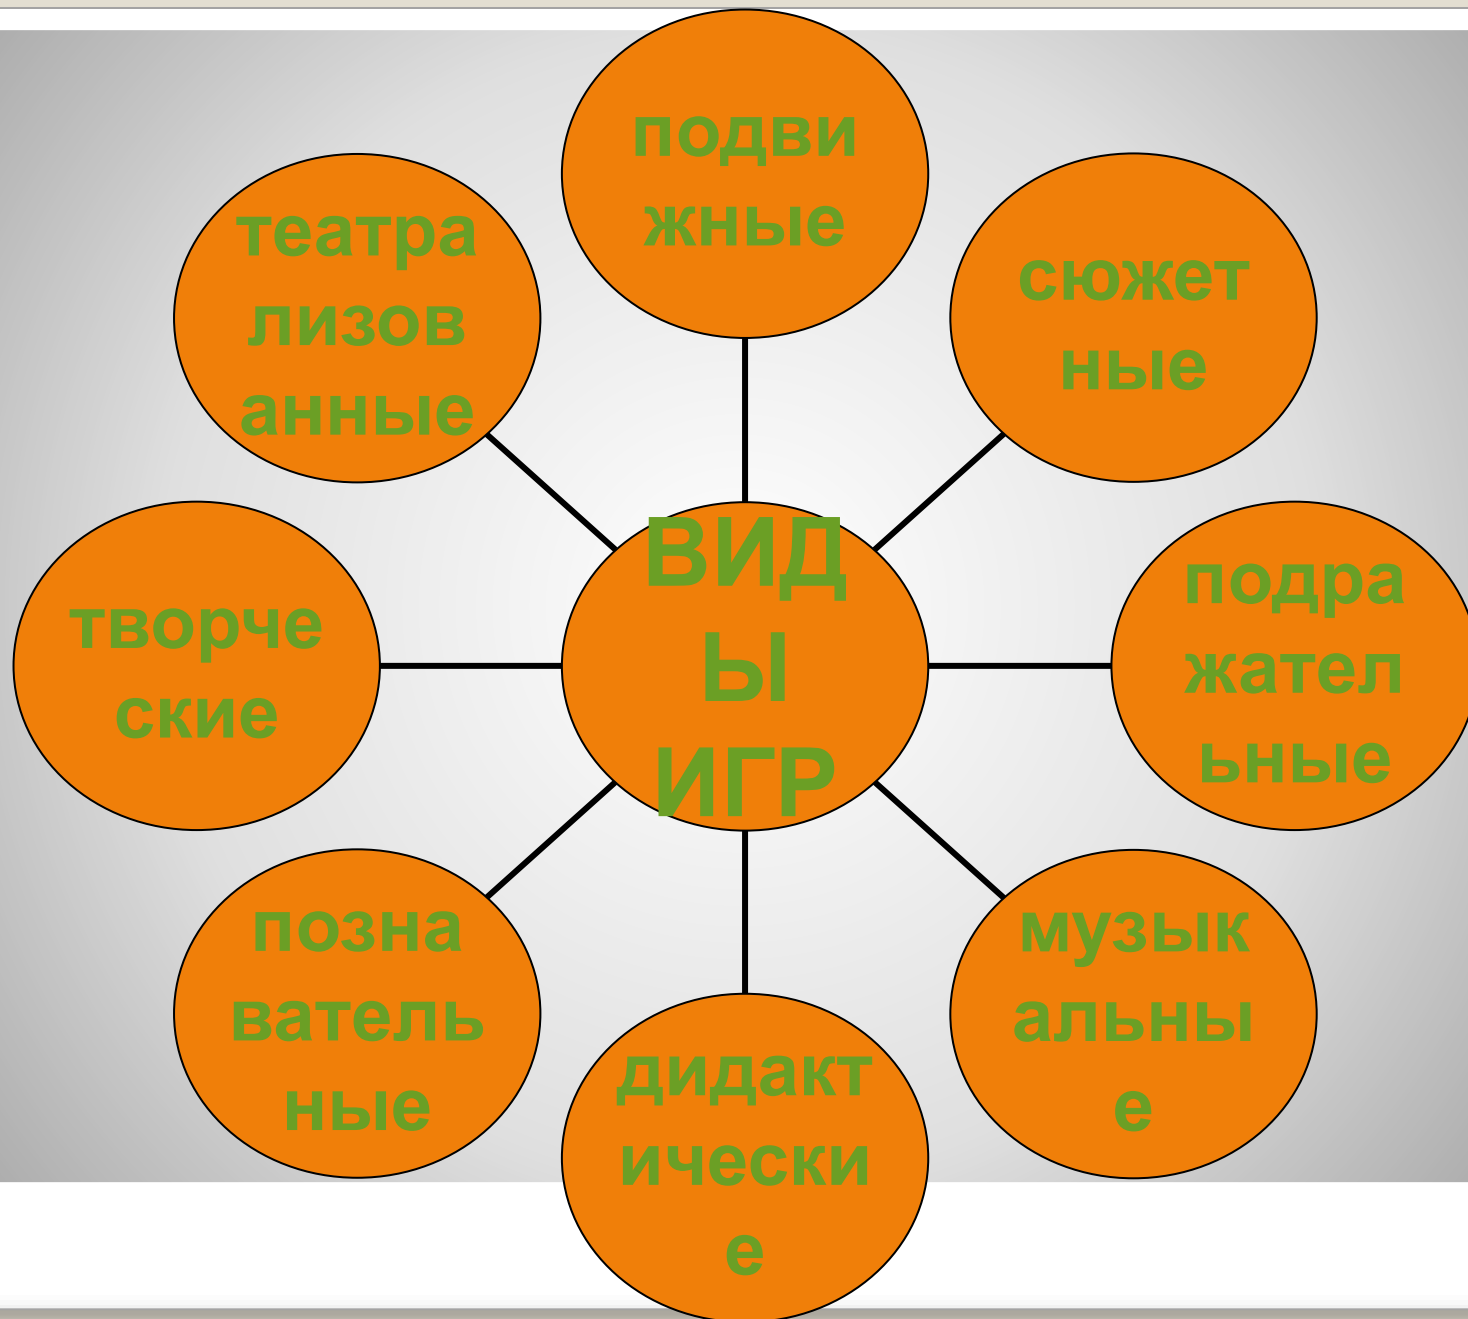 подви
жные
театра
лизов
анные
сюжет
ные
ВИД
Ы
ИГР
творче
ские
подра
жател
ьные
позна
ватель
ные
музык
альны
е
дидакт
ически
е